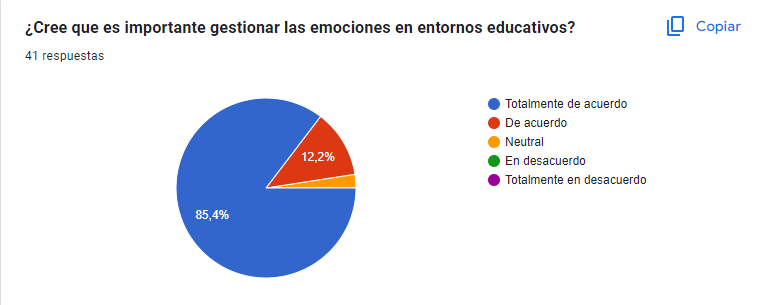 ¿Cree que es importante gestionar las emociones en entornos educativos?
Copiar
41 respuestas
Totalmente de acuerdo
De acuerdo
Neutral
En desacuerdo
Totalmente en desacuerdo
12,2%
85,4%